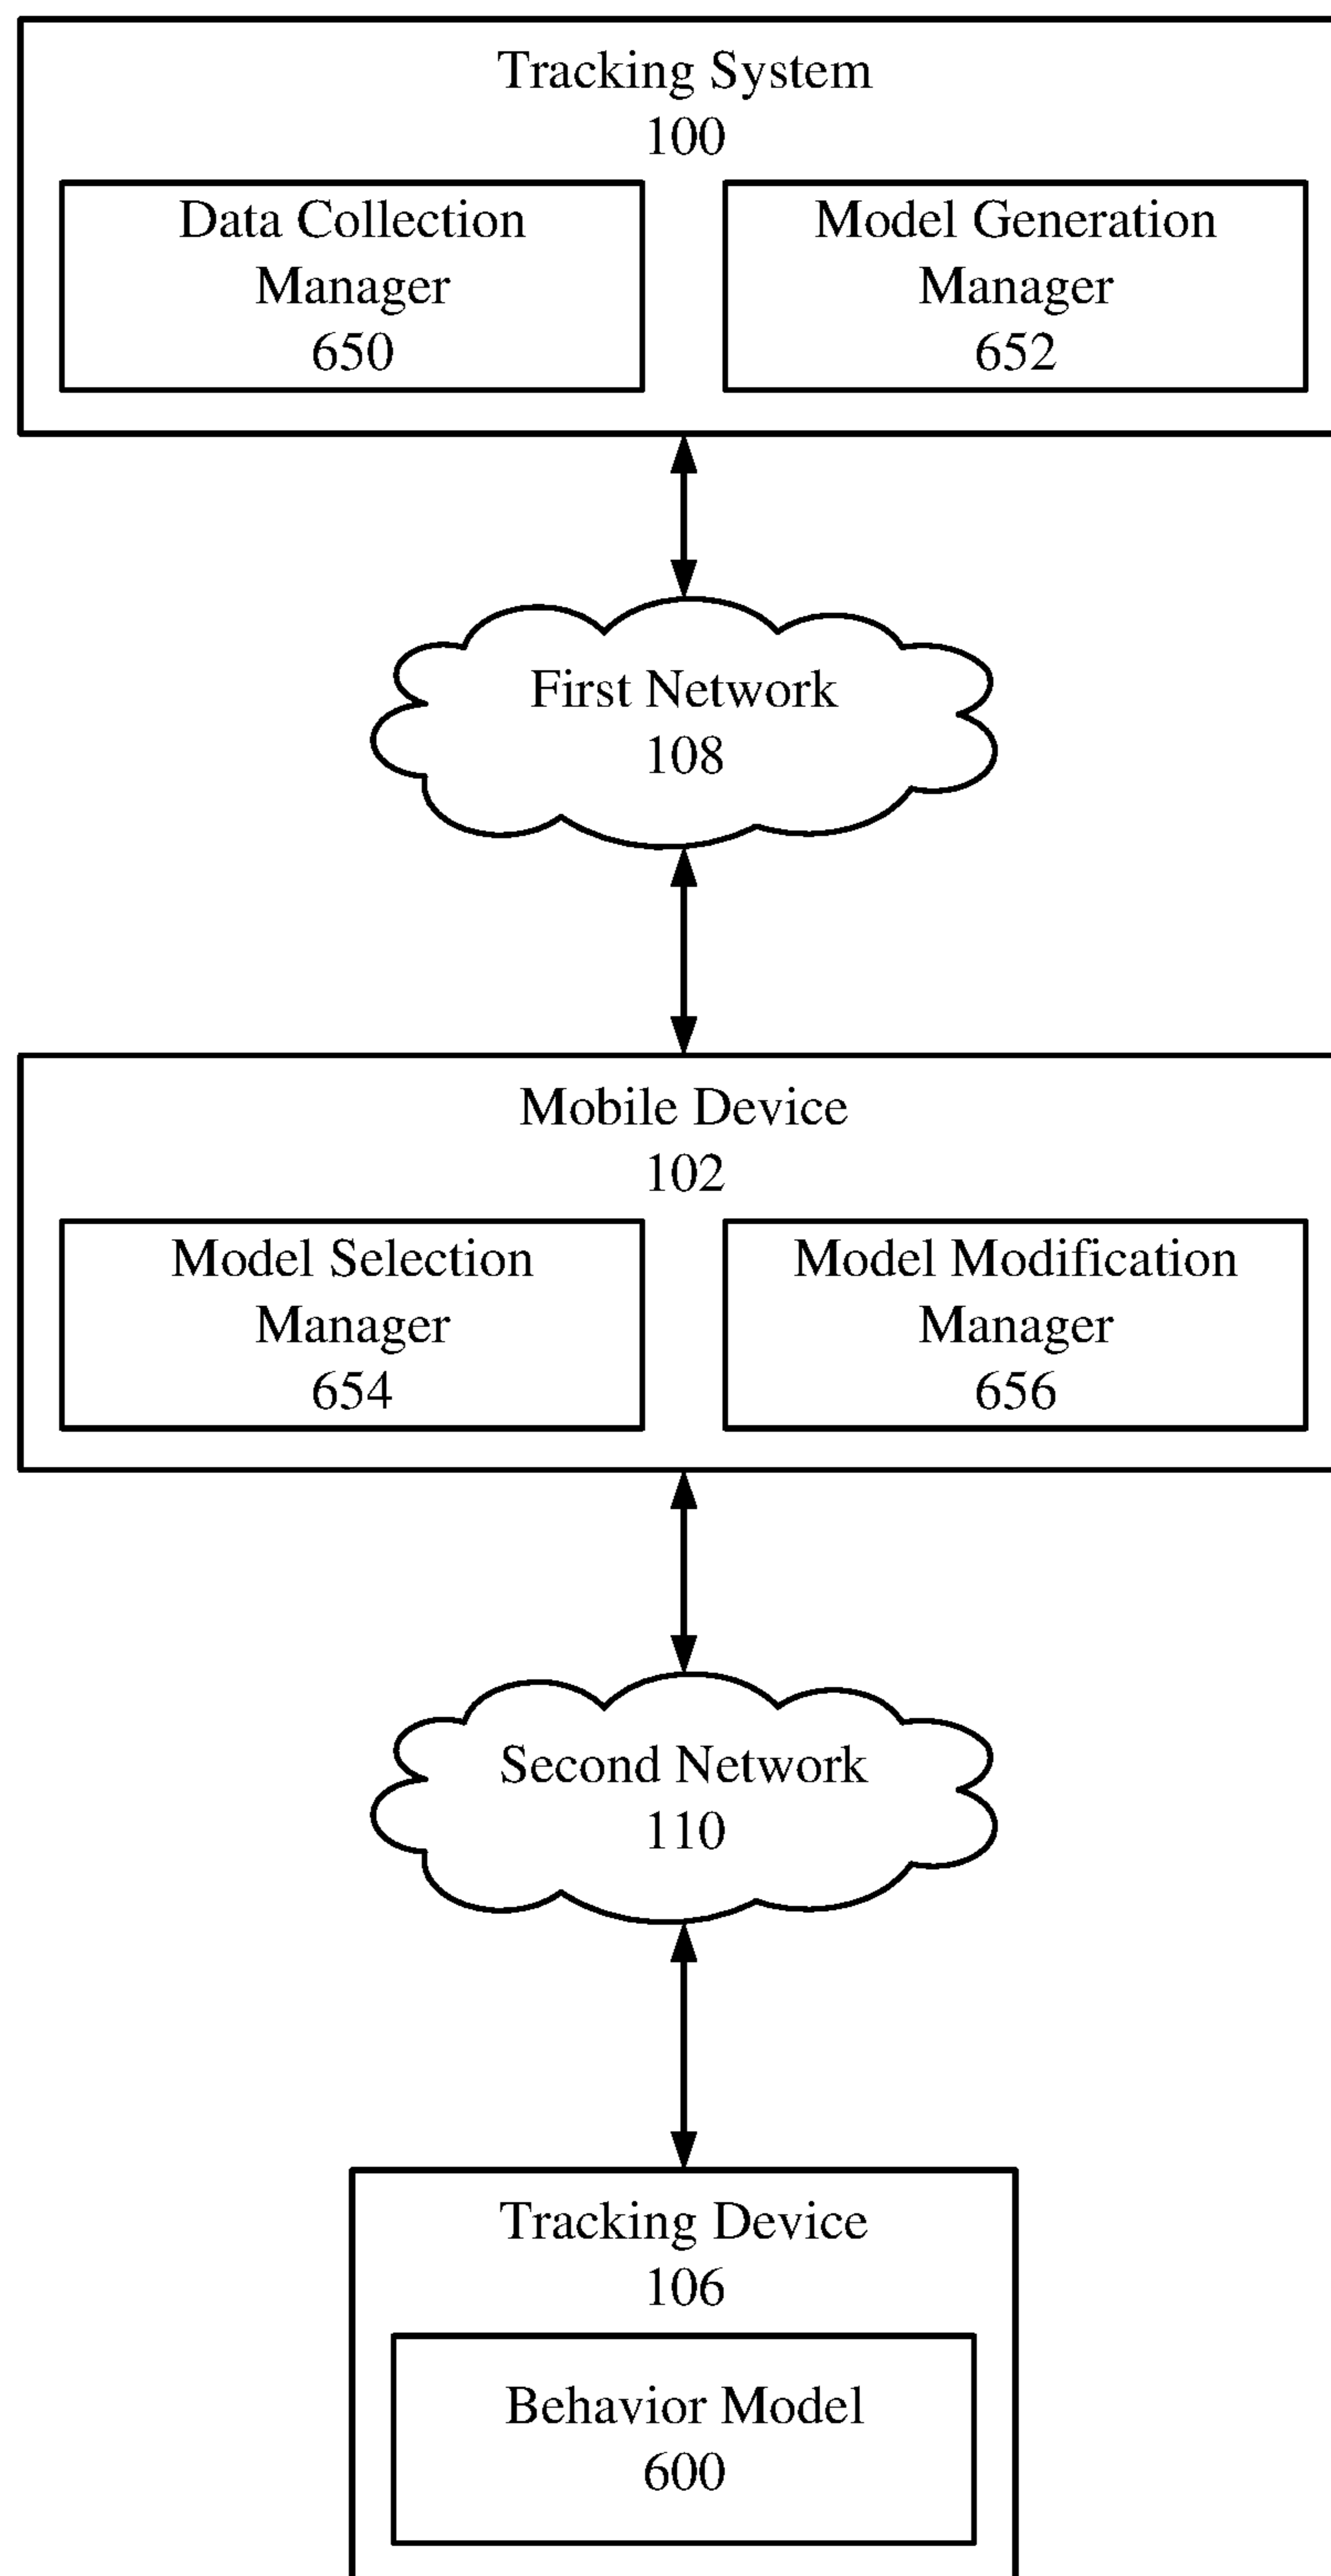 Tracking System
100
Data Collection
Manager
650
Model Generation
Manager
652
First Network
108
Mobile Device
102
Model Selection
Manager
654
Model Modification
Manager
656
Second Network
110
Tracking Device
106
Behavior Model
600